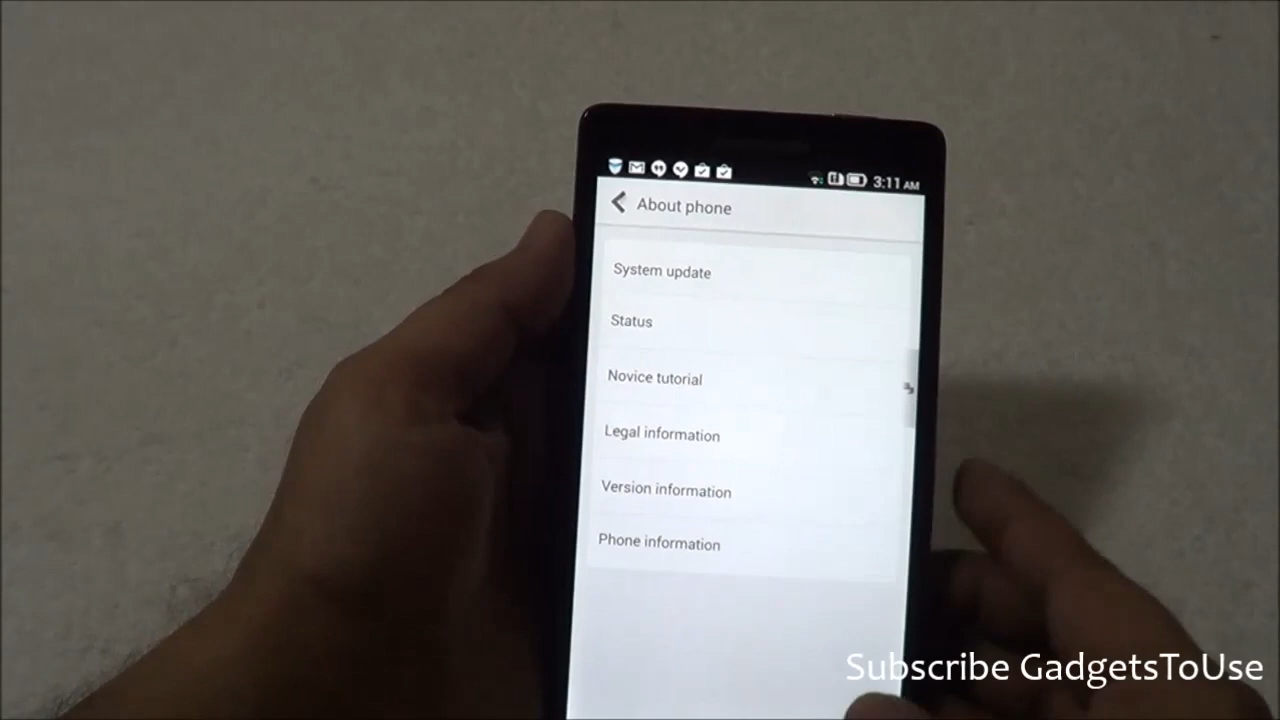 3:11 AM
About phone
System update
Status
Novice tutorial
Legal information
Version information
Phone information
Subscribe GadgetsToUse